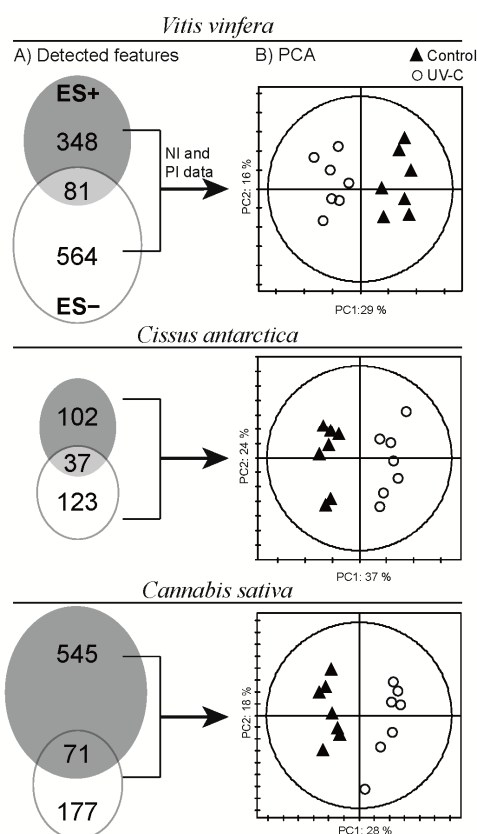 Vitis vinfera
A) Detected features
B) PCA
Control
UV-C
ES+
348
81
564
ES−
NI and
PI data
PC2: 16 %
PC1:29 %
Cissus antarctica
102
37
123
PC2: 24 %
PC1: 37 %
Cannabis sativa
545
71
177
PC2: 18 %
PC1: 28 %